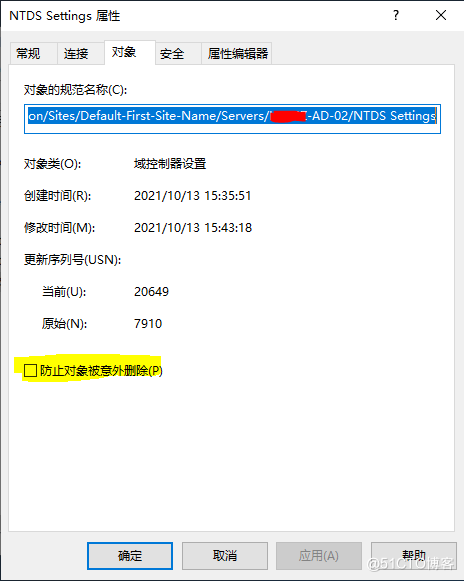 NTDS Settings 属性
?
常规 连接 对象 安全 属性编辑器
对象的规范名称(C):
on/Sites/Default-First-Site-Name/Servers/ -AD-02/NTDS Settings
对象类(O): 域控制器设置
创建时间(R): 2021/10/13 15:35:51
修改时间(M): 2021/10/13 15:43:18
更新序列号(USN):
当前(U): 20649
原始(N): 7910
防止对象被意外删除(P)
确定 取消 应用(A) 帮助
@51CTO博客